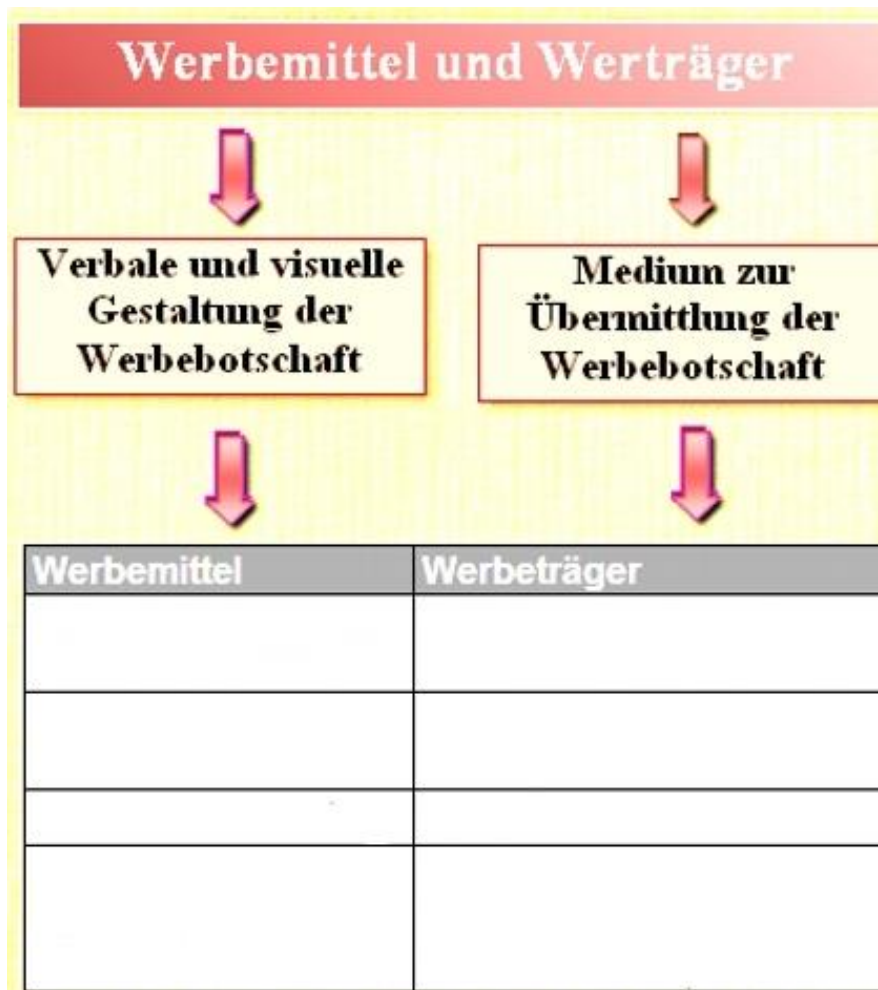 Werbemittel und Werträger
Verbale und visuelle
Gestaltung der
Werbebotschaft
Medium zur
Übermittlung der
Werbebotschaft
Werbemittel
Werbeträger